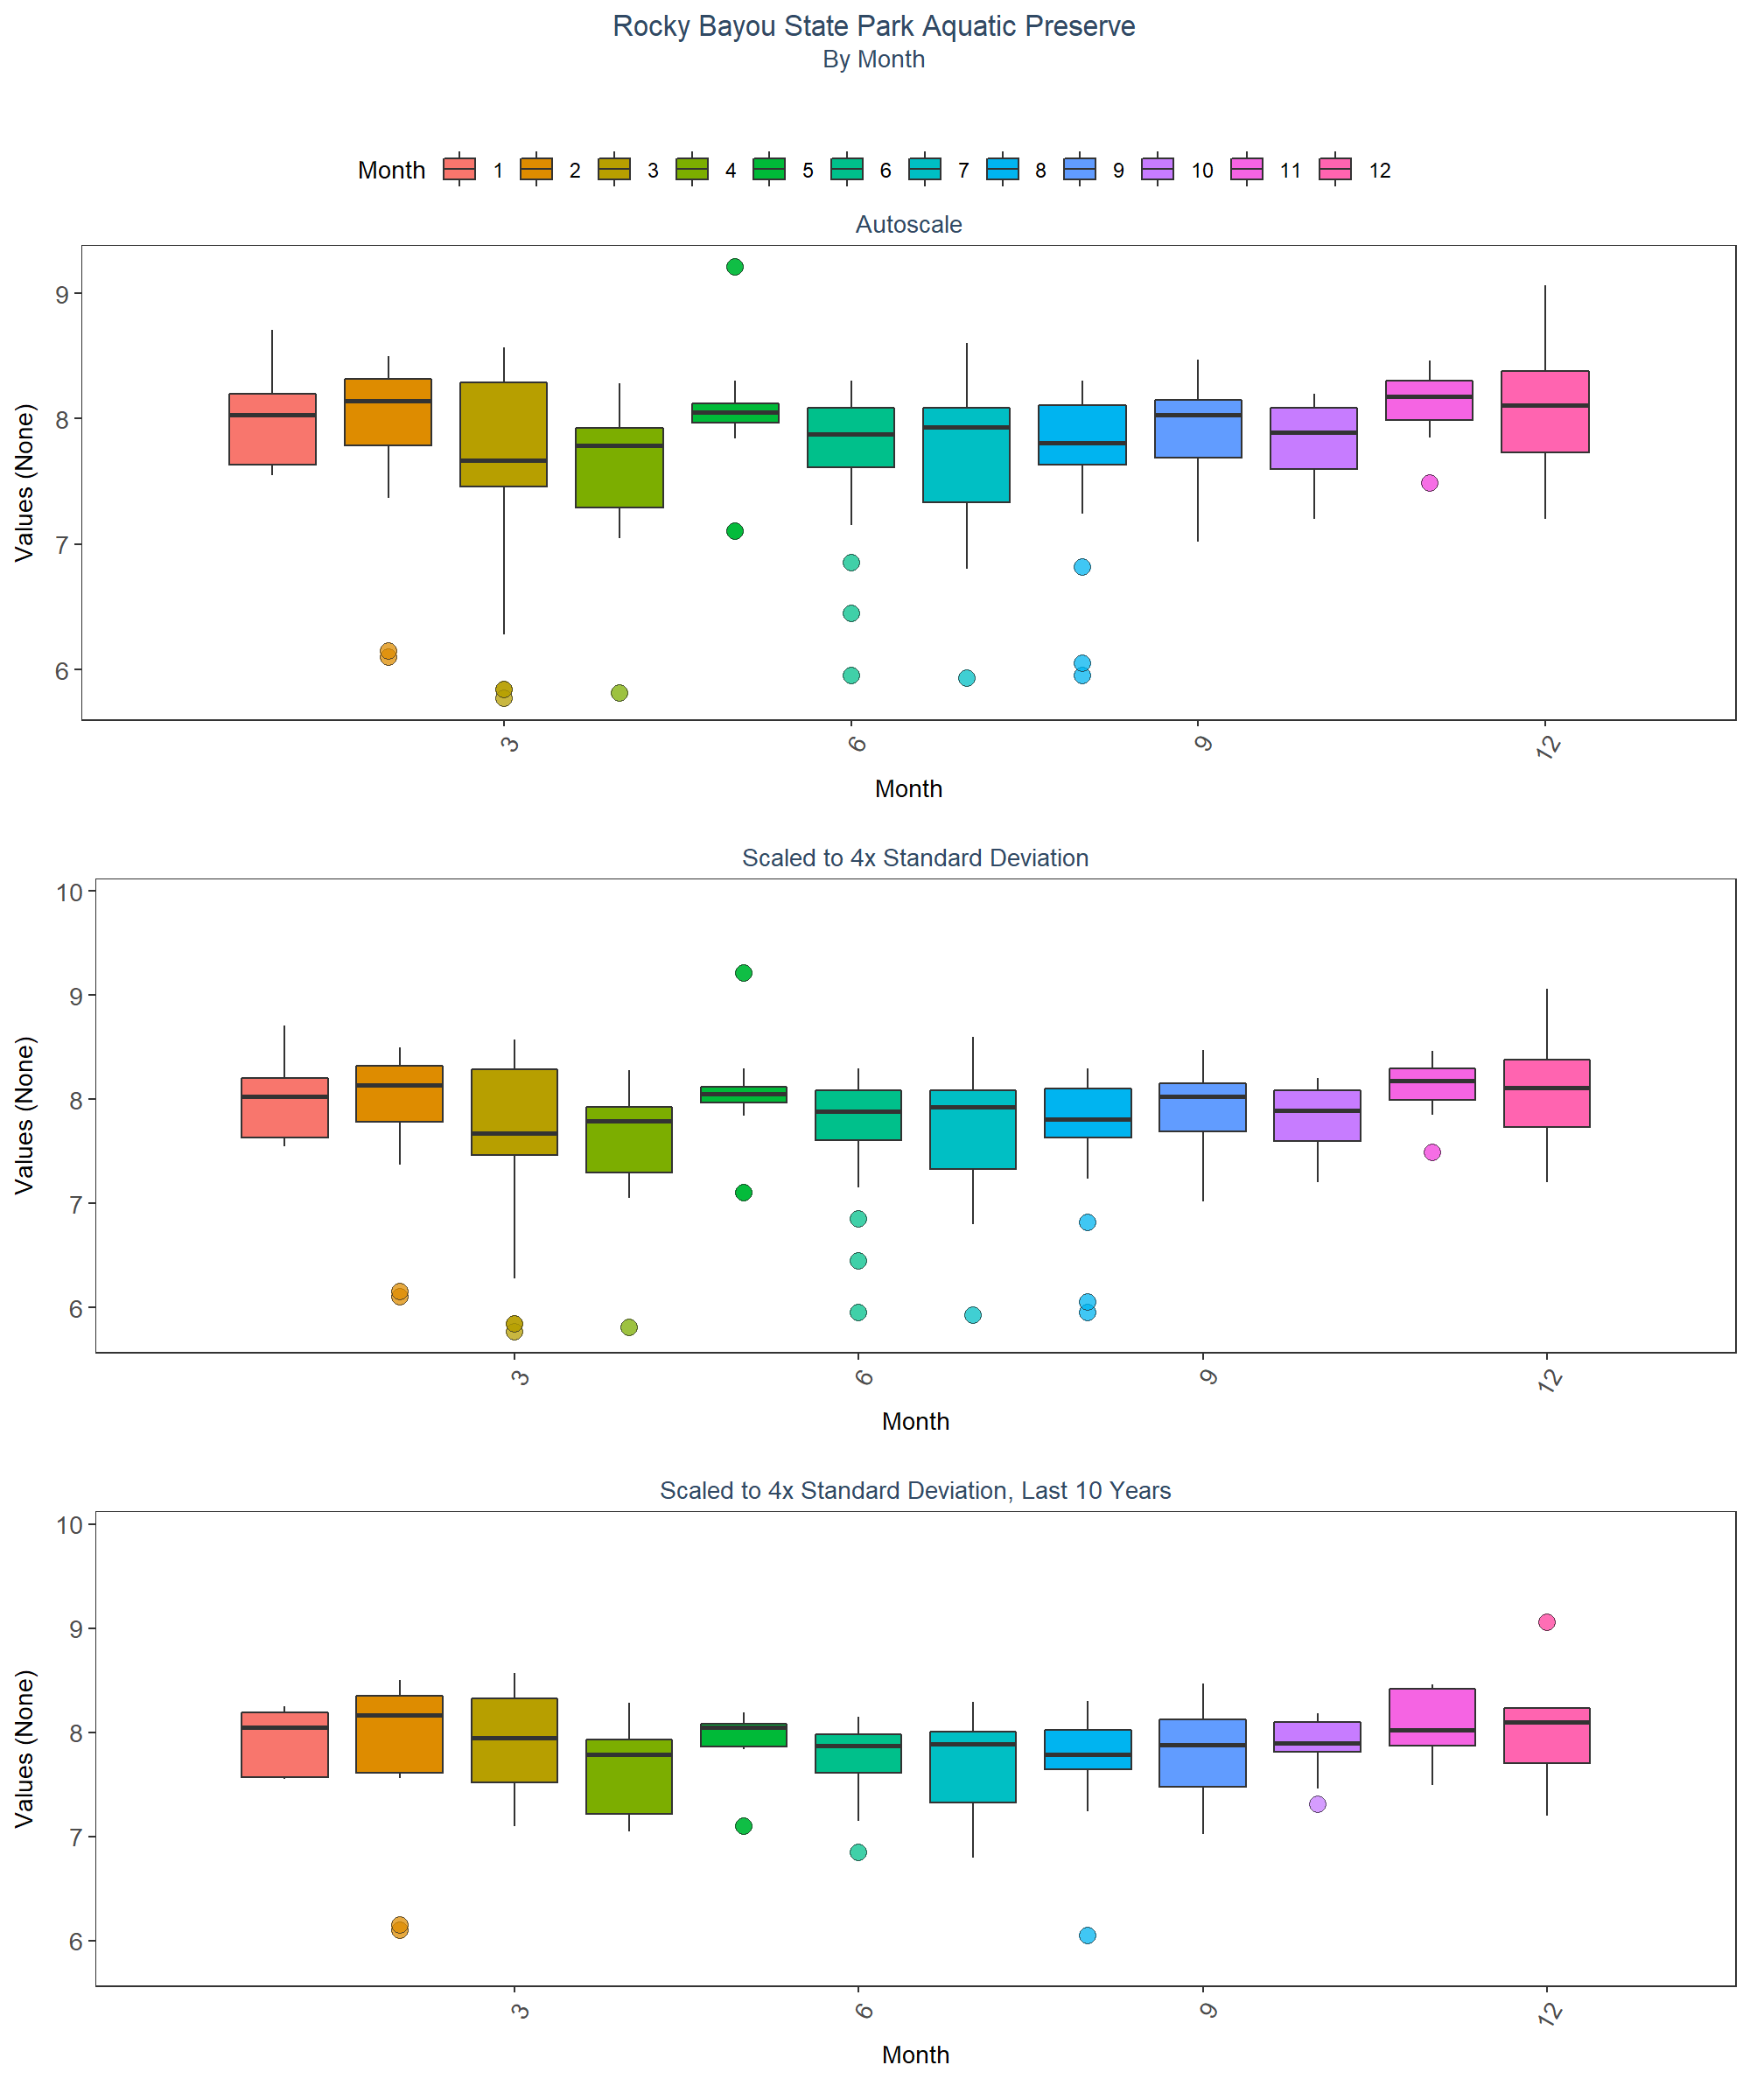 Rocky Bayou State Park Aquatic Preserve
By Month
Month 1 2 3 4 5 6 7 8 9 10 11 12
Autoscale
Values (None)
9
8
7
6
3 6 9 12
Month
Scaled to 4x Standard Deviation
Values (None)
10
9
8
7
6
3 6 9 12
Month
Scaled to 4x Standard Deviation, Last 10 Years
Values (None)
10
9
8
7
6
3 6 9 12
Month